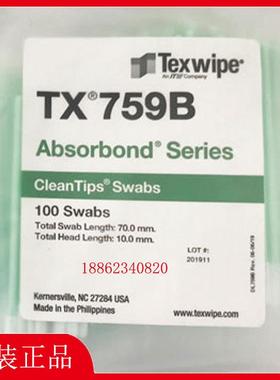 Texwipe®
An ITW Company
TX®759B
Absorbond® Series
CleanTips® Swabs
100 Swabs
Total Swab Length: 70.0 mm.
Total Head Length: 10.0 mm.
LOT #:
201911
18862340820
Kernersville, NC 27284 USA
Made in the Philippines
www.texwipe.com
装正品